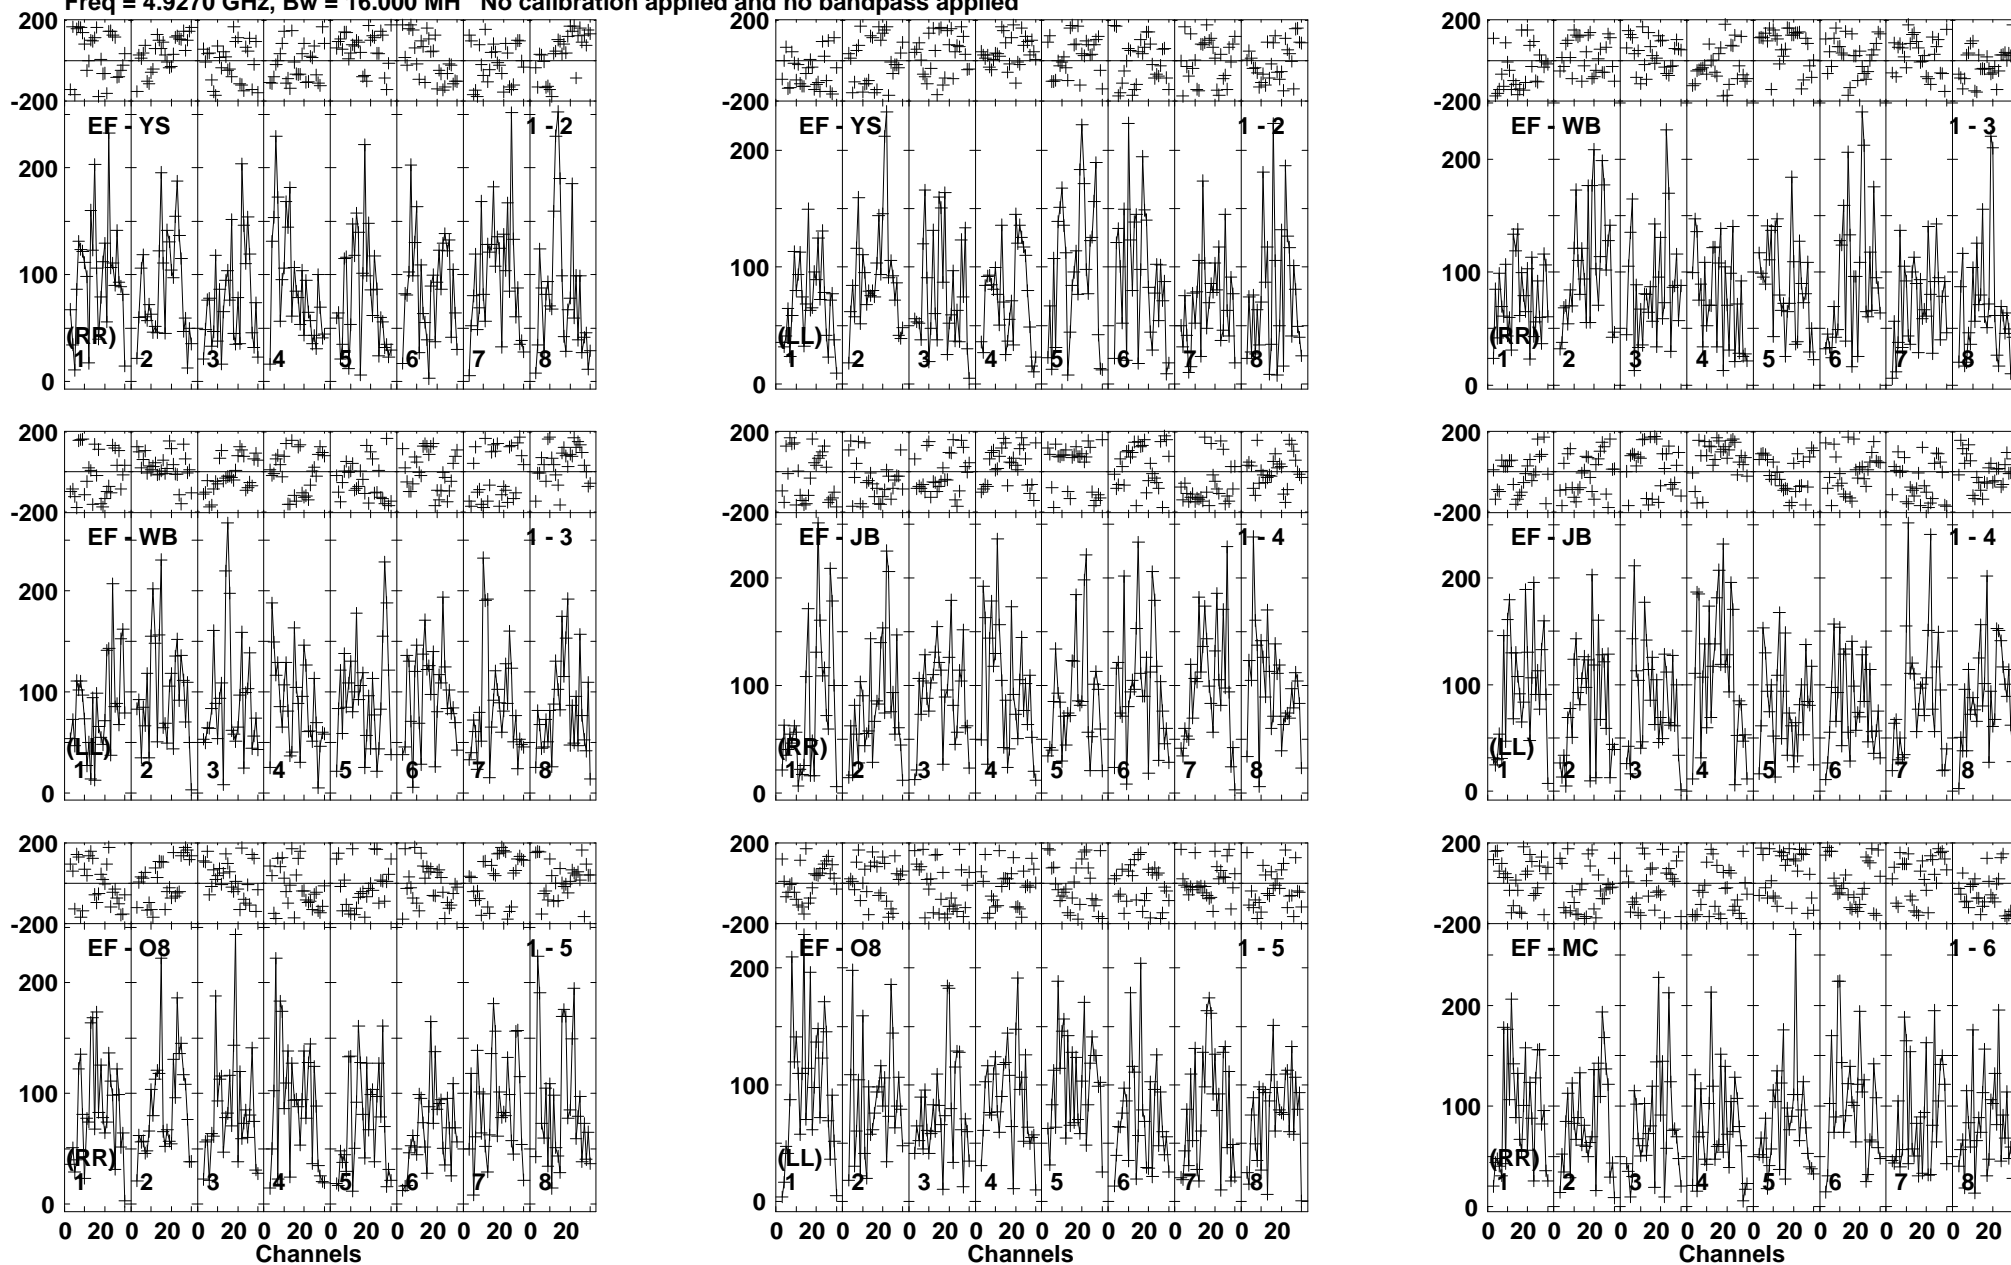 Freq = 4.9270 GHz, Bw = 16.000 MH No calibration applied and no bandpass applied
200 200 200
-200 -200 -200
EF - YS 1 - 2 EF - YS 1 - 2 EF - WB 1 - 3
200 200 200
100 100 100
(RR) (LL) (RR)
1 2 3 4 5 6 7 8 1 2 3 4 5 6 7 8 1 2 3 4 5 6 7 8
0 0 0
200 200 200
-200 -200 -200
EF - WB 1 - 3 EF - JB 1 - 4 EF - JB 1 - 4
200 200 200
100 100 100
(LL) (RR) (LL)
1 2 3 4 5 6 7 8 1 2 3 4 5 6 7 8 1 2 3 4 5 6 7 8
0 0 0
200 200 200
-200 -200 -200
EF - O8 1 - 5 EF - O8 1 - 5 EF - MC 1 - 6
200 200 200
100 100 100
(RR) (LL) (RR)
1 2 3 4 5 6 7 8 1 2 3 4 5 6 7 8 1 2 3 4 5 6 7 8
0 0 0
0 20 0 20 0 20 0 20 0 20 0 20 0 20 0 20 0 20 0 20 0 20 0 20 0 20 0 20 0 20 0 20 0 20 0 20 0 20 0 20 0 20 0 20 0 20 0 20
Channels Channels Channels